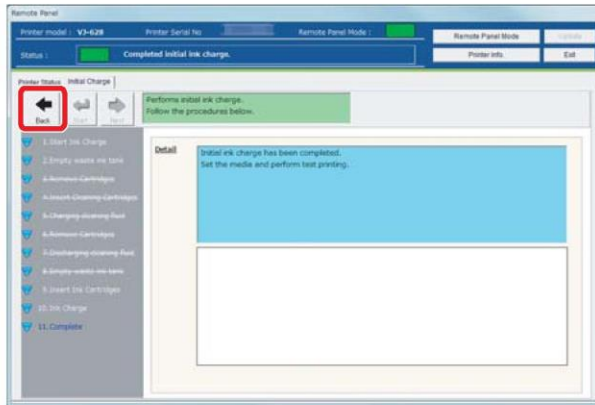 Remote Panel
Printer model : VJ-628 Printer Serial No Remote Panel Mode :
Remote Panel Mode Update
Status : Completed initial ink charge.
Printer Info. Exit
Printer Status Initial Charge
Back Start Next
Performs initial ink charge.
Follow the procedures below.
1.Start Ink Charge
2.Empty waste ink tank
3.Remove Cartridges
4.Insert Cleaning Cartridges
5.Charging cleaning fluid
6.Remove Cartridges
7.Discharging cleaning fluid
8.Empty waste ink tank
9.Insert Ink Cartridges
10.Ink Charge
11.Complete
Detail
Initial ink charge has been completed.
Set the media and perform test printing.